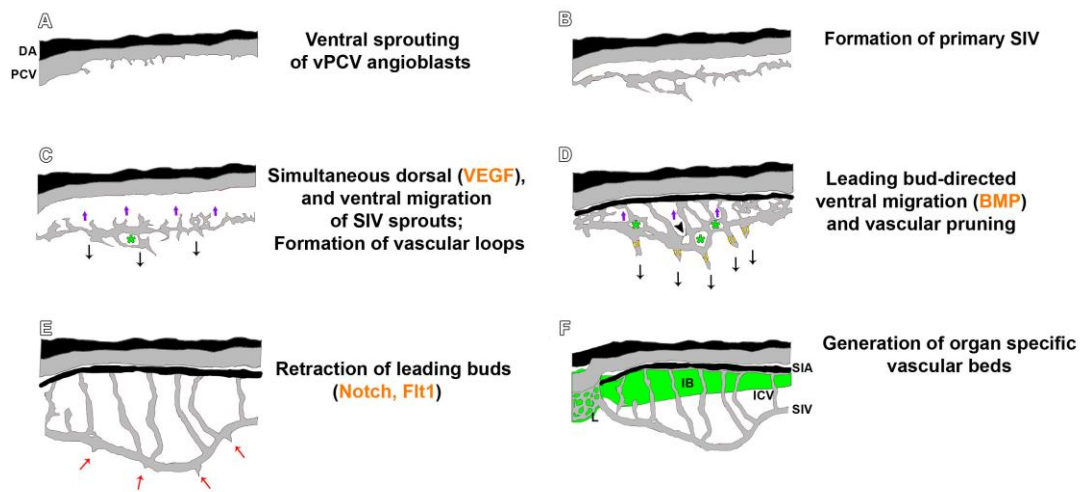 A
DA
PCV
Ventral sprouting
of vPCV angioblasts
B
Formation of primary SIV
C
Simultaneous dorsal (VEGF),
and ventral migration
of SIV sprouts;
Formation of vascular loops
D
Leading bud-directed
ventral migration (BMP)
and vascular pruning
E
Retraction of leading buds
(Notch, Flt1)
F
Generation of organ specific
vascular beds
SIA
IB
ICV
SIV
L